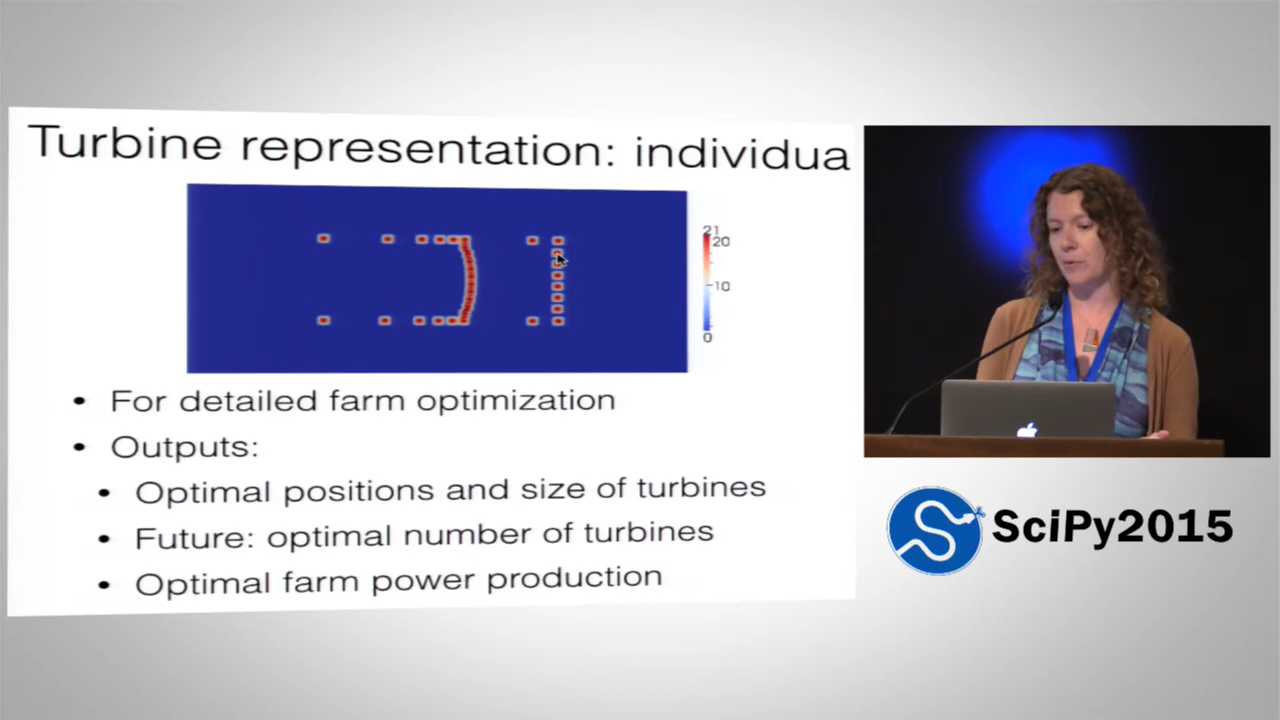 Turbine representation: individua
21
20
10
0
• For detailed farm optimization
• Outputs:
• Optimal positions and size of turbines
• Future: optimal number of turbines
• Optimal farm power production
SciPy2015